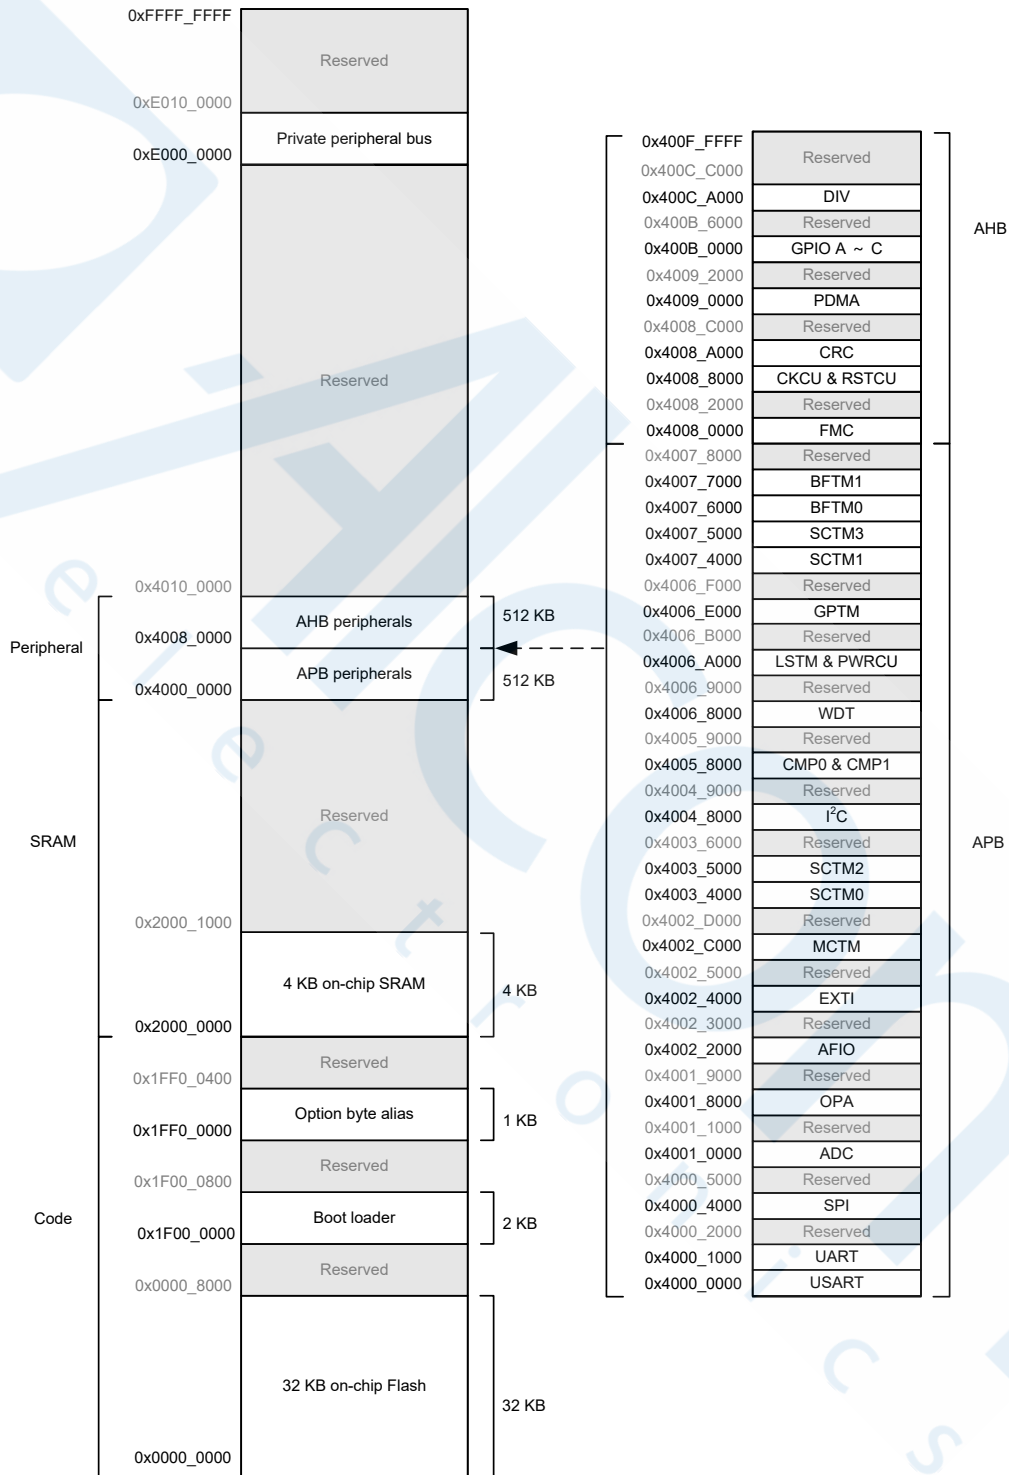 0xFFFF_FFFF
Reserved
0xE010_0000
Private peripheral bus
0xE000_0000
Reserved
0x4010_0000
AHB peripherals
512 KB
0x4008_0000
Peripheral
APB peripherals
512 KB
0x4000_0000
Reserved
SRAM
0x2000_1000
4 KB on-chip SRAM
4 KB
0x2000_0000
Reserved
0x1FF0_0400
Option byte alias
1 KB
0x1FF0_0000
Reserved
0x1F00_0800
Code
Boot loader
2 KB
0x1F00_0000
Reserved
0x0000_8000
32 KB on-chip Flash
32 KB
0x0000_0000
0x400F_FFFF
Reserved
0x400C_C000
0x400C_A000 DIV
0x400B_6000 Reserved
AHB
0x400B_0000 GPIO A ~ C
0x4009_2000 Reserved
0x4009_0000 PDMA
0x4008_C000 Reserved
0x4008_A000 CRC
0x4008_8000 CKCU & RSTCU
0x4008_2000 Reserved
0x4008_0000 FMC
0x4007_8000 Reserved
0x4007_7000 BFTM1
0x4007_6000 BFTM0
0x4007_5000 SCTM3
0x4007_4000 SCTM1
0x4006_F000 Reserved
0x4006_E000 GPTM
0x4006_B000 Reserved
0x4006_A000 LSTM & PWRCU
0x4006_9000 Reserved
0x4006_8000 WDT
0x4005_9000 Reserved
0x4005_8000 CMP0 & CMP1
0x4004_9000 Reserved
0x4004_8000 I²C
0x4003_6000 Reserved
APB
0x4003_5000 SCTM2
0x4003_4000 SCTM0
0x4002_D000 Reserved
0x4002_C000 MCTM
0x4002_5000 Reserved
0x4002_4000 EXTI
0x4002_3000 Reserved
0x4002_2000 AFIO
0x4001_9000 Reserved
0x4001_8000 OPA
0x4001_1000 Reserved
0x4001_0000 ADC
0x4000_5000 Reserved
0x4000_4000 SPI
0x4000_2000 Reserved
0x4000_1000 UART
0x4000_0000 USART
electronics